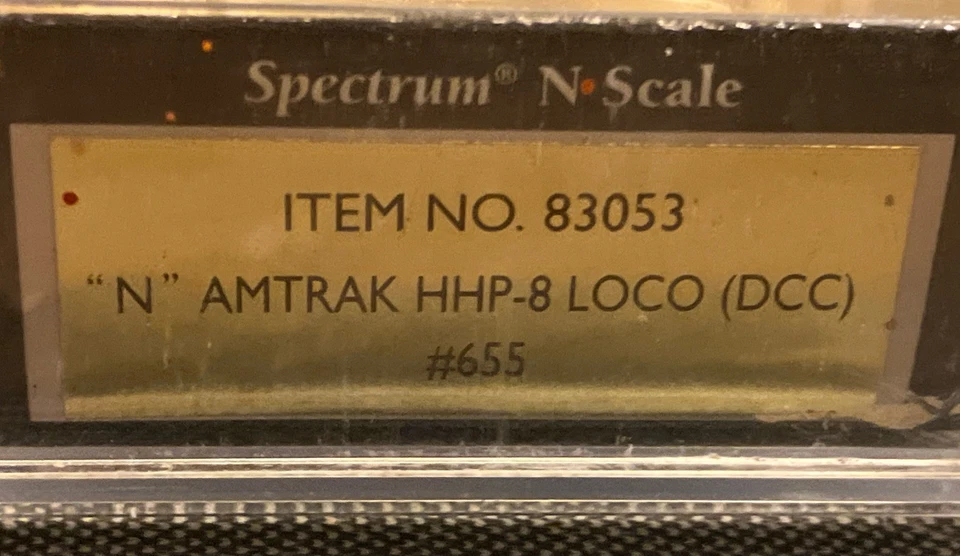 Spectrum® N Scale
ITEM NO. 83053
"N" AMTRAK HHP-8 LOCO (DCC)
#655